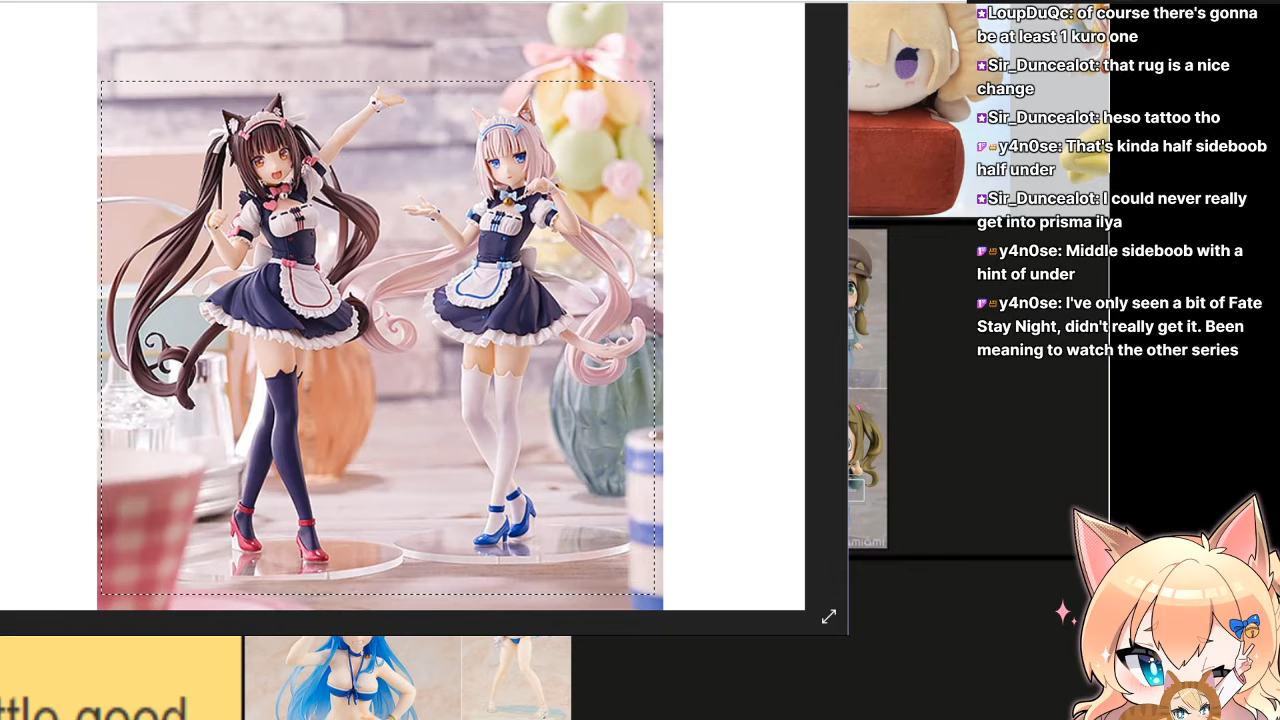 LoupDuQc: of course there's gonna
be at least 1 kuro one
Sir_Duncealot: that rug is a nice
change
Sir_Duncealot: heso tattoo tho
y4n0se: That's kinda half sideboob
half under
Sir_Duncealot: I could never really
get into prisma ilya
y4n0se: Middle sideboob with a
hint of under
y4n0se: I've only seen a bit of Fate
Stay Night, didn't really get it. Been
meaning to watch the other series
ttle good